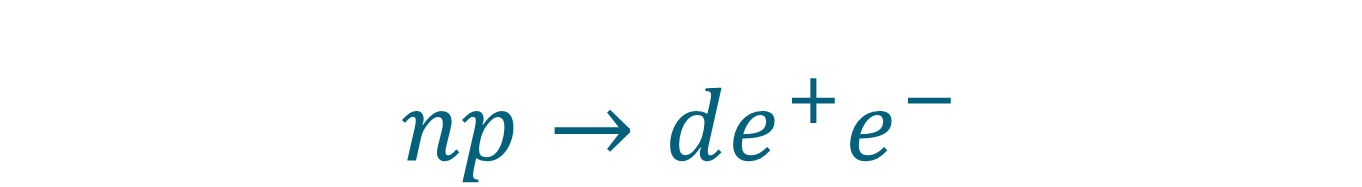 np → de⁺e⁻